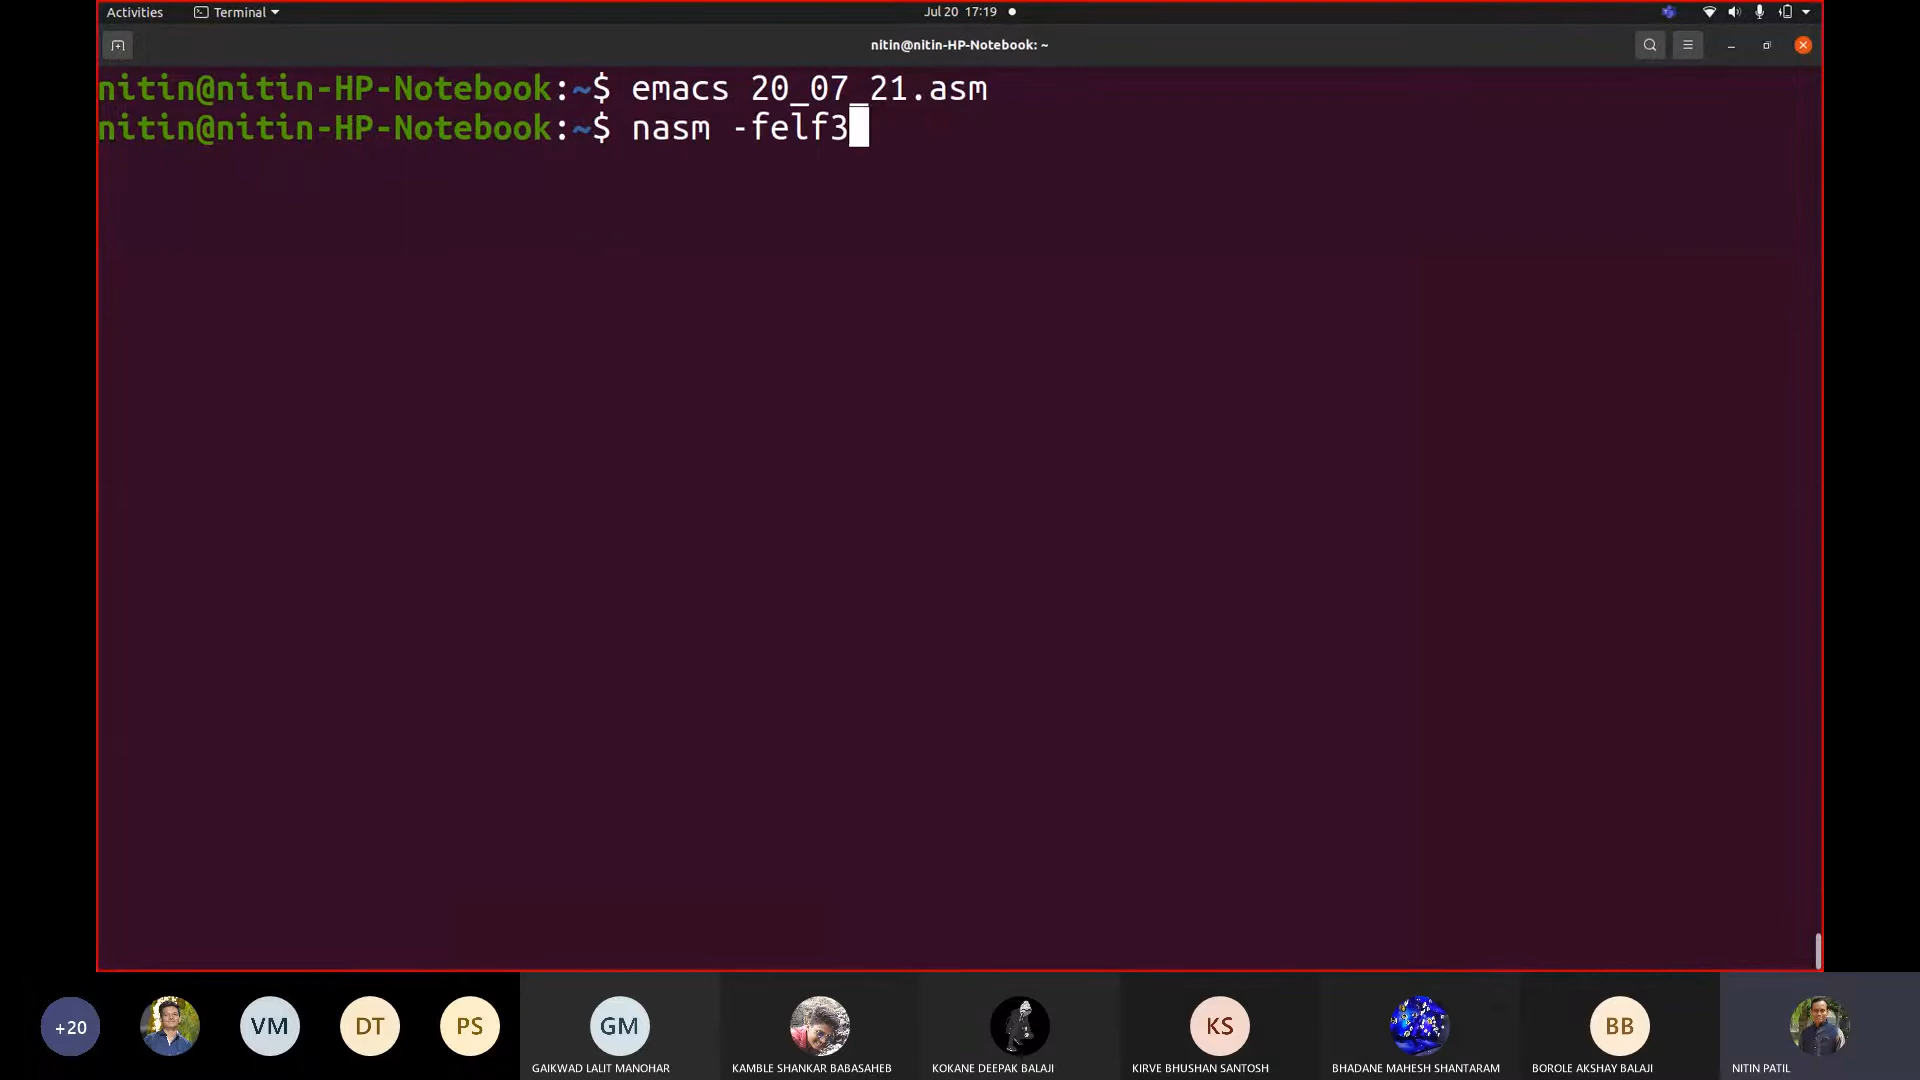 Activities Terminal Jul 20 17:19
nitin@nitin-HP-Notebook: ~
nitin@nitin-HP-Notebook:~$ emacs 20_07_21.asm
nitin@nitin-HP-Notebook:~$ nasm -felf3
+20 VM DT PS GM KS BB
GAIKWAD LALIT MANOHAR KAMBLE SHANKAR BABASAHEB KOKANE DEEPAK BALAJI KIRVE BHUSHAN SANTOSH BHADANE MAHESH SHANTARAM BOROLE AKSHAY BALAJI NITIN PATIL